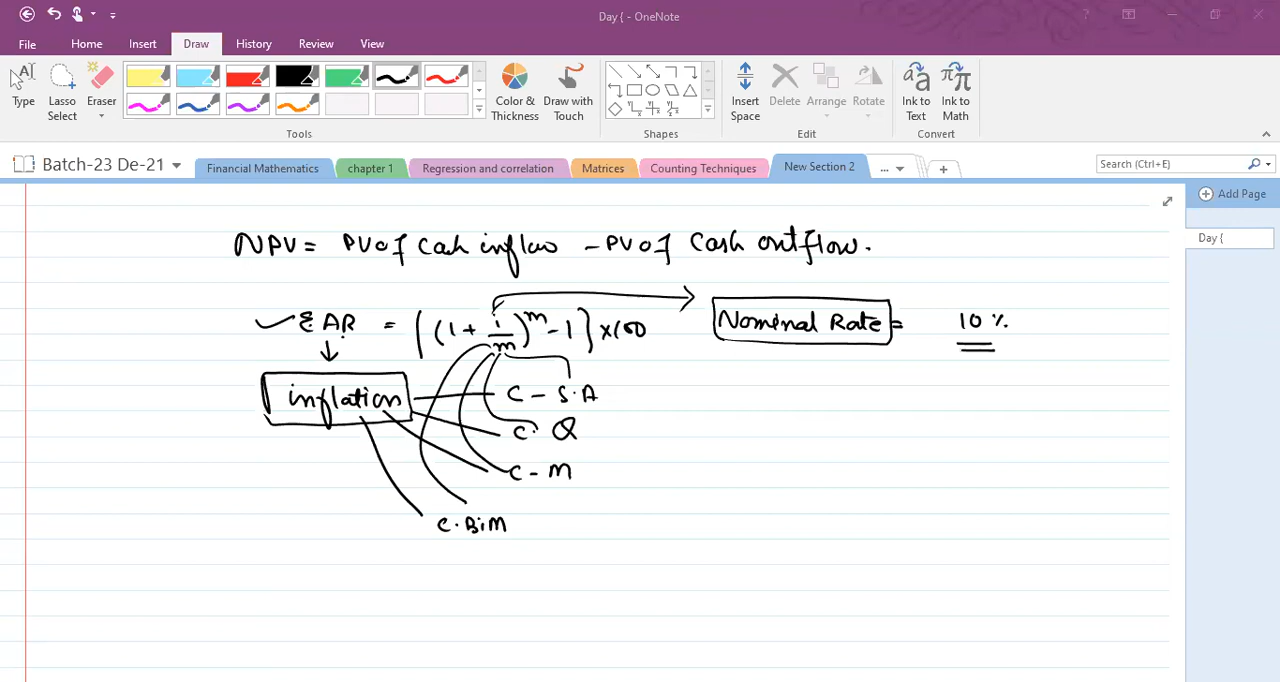 Day { - OneNote
File Home Insert Draw History Review View
Type Lasso Select Eraser Color & Thickness Draw with Touch Insert Space Delete Arrange Rotate Ink to Text Ink to Math
Tools Shapes Edit Convert
Batch-23 De-21 Financial Mathematics chapter 1 Regression and correlation Matrices Counting Techniques New Section 2 ... Search (Ctrl+E)
Add Page
Day {
NPV = PV of cash inflow - PV of Cash outflow.
EAR = [(1 + i/m)^m - 1] × 100 Nominal Rate = 10 %
inflation C - S.A
C. Q
C - M
C. Bi M